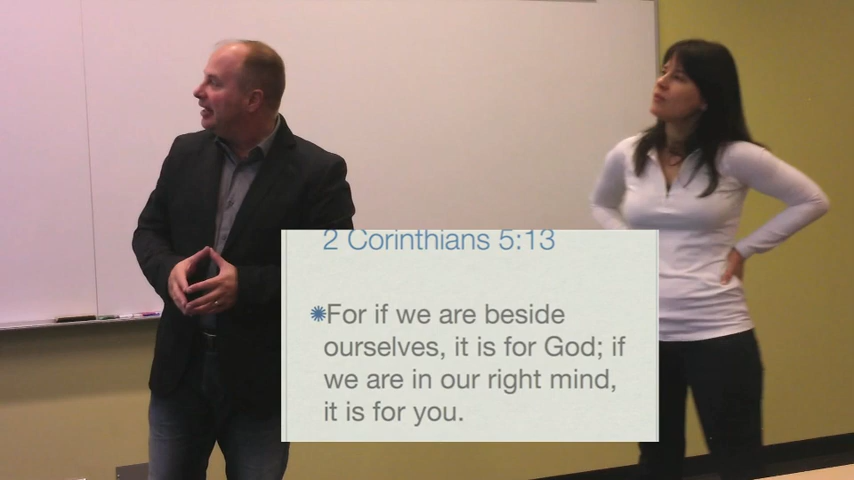 2 Corinthians 5:13
✺For if we are beside
ourselves, it is for God; if
we are in our right mind,
it is for you.